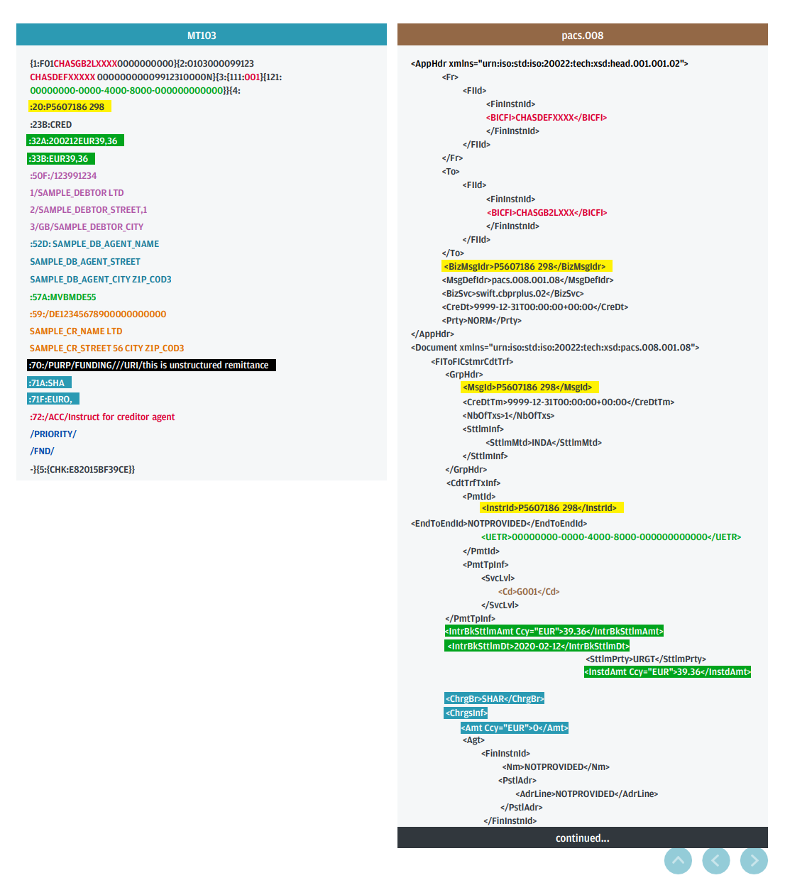 MT103
{1:F01CHASGB2LXXXX0000000000}{2:O103000099123
CHASDEFXXXXX 00000000009912310000N}{3:{111:001}{121:
00000000-0000-4000-8000-000000000000}}{4:
:20:P5607186 298
:23B:CRED
:32A:200212EUR39,36
:33B:EUR39,36
:50F:/123991234
1/SAMPLE_DEBTOR LTD
2/SAMPLE_DEBTOR_STREET,1
3/GB/SAMPLE_DEBTOR_CITY
:52D: SAMPLE_DB_AGENT_NAME
SAMPLE_DB_AGENT_STREET
SAMPLE_DB_AGENT_CITY ZIP_COD3
:57A:MVBMDE55
:59:/DE12345678900000000000
SAMPLE_CR_NAME LTD
SAMPLE_CR_STREET 56 CITY ZIP_COD3
:70:/PURP/FUNDING///URI/this is unstructured remittance
:71A:SHA
:71F:EURO,
:72:/ACC/Instruct for creditor agent
/PRIORITY/
/FND/
-}{5:{CHK:E82015BF39CE}}
pacs.008
<AppHdr xmlns="urn:iso:std:iso:20022:tech:xsd:head.001.001.02">
<Fr>
<FIId>
<FinInstnId>
<BICFI>CHASDEFXXXX</BICFI>
</FinInstnId>
</FIId>
</Fr>
<To>
<FIId>
<FinInstnId>
<BICFI>CHASGB2LXXX</BICFI>
</FinInstnId>
</FIId>
</To>
<BizMsgIdr>P5607186 298</BizMsgIdr>
<MsgDefIdr>pacs.008.001.08</MsgDefIdr>
<BizSvc>swift.cbprplus.02</BizSvc>
<CreDt>9999-12-31T00:00:00+00:00</CreDt>
<Prty>NORM</Prty>
</AppHdr>
<Document xmlns="urn:iso:std:iso:20022:tech:xsd:pacs.008.001.08">
<FIToFICstmrCdtTrf>
<GrpHdr>
<MsgId>P5607186 298</MsgId>
<CreDtTm>9999-12-31T00:00:00+00:00</CreDtTm>
<NbOfTxs>1</NbOfTxs>
<SttlmInf>
<SttlmMtd>INDA</SttlmMtd>
</SttlmInf>
</GrpHdr>
<CdtTrfTxInf>
<PmtId>
<InstrId>P5607186 298</InstrId>
<EndToEndId>NOTPROVIDED</EndToEndId>
<UETR>00000000-0000-4000-8000-000000000000</UETR>
</PmtId>
<PmtTpInf>
<SvcLvl>
<Cd>G001</Cd>
</SvcLvl>
</PmtTpInf>
<IntrBkSttlmAmt Ccy="EUR">39.36</IntrBkSttlmAmt>
<IntrBkSttlmDt>2020-02-12</IntrBkSttlmDt>
<SttlmPrty>URGT</SttlmPrty>
<InstdAmt Ccy="EUR">39.36</InstdAmt>
<ChrgBr>SHAR</ChrgBr>
<ChrgsInf>
<Amt Ccy="EUR">0</Amt>
<Agt>
<FinInstnId>
<Nm>NOTPROVIDED</Nm>
<PstlAdr>
<AdrLine>NOTPROVIDED</AdrLine>
</PstlAdr>
</FinInstnId>
continued...